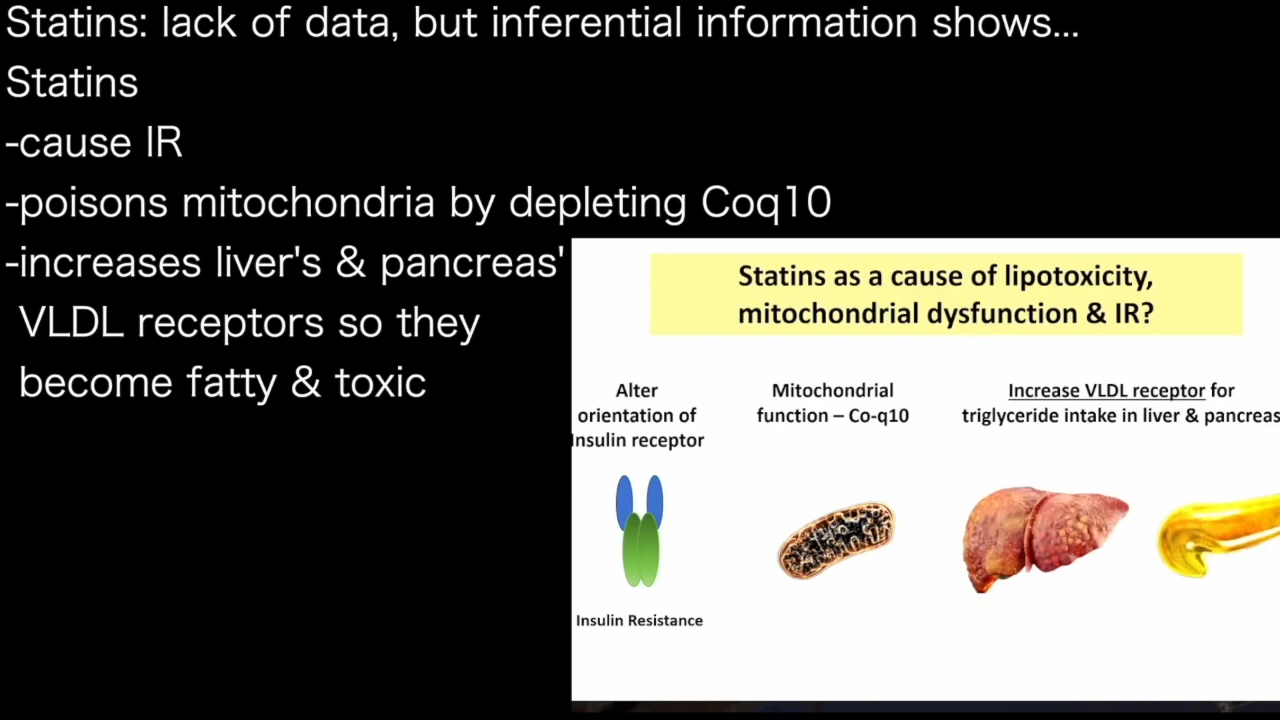 Statins: lack of data, but inferential information shows...
Statins
-cause IR
-poisons mitochondria by depleting Coq10
-increases liver's & pancreas'
VLDL receptors so they
become fatty & toxic
Statins as a cause of lipotoxicity,
mitochondrial dysfunction & IR?
Alter
orientation of
Insulin receptor
Mitochondrial
function – Co-q10
Increase VLDL receptor for
triglyceride intake in liver & pancreas
Insulin Resistance